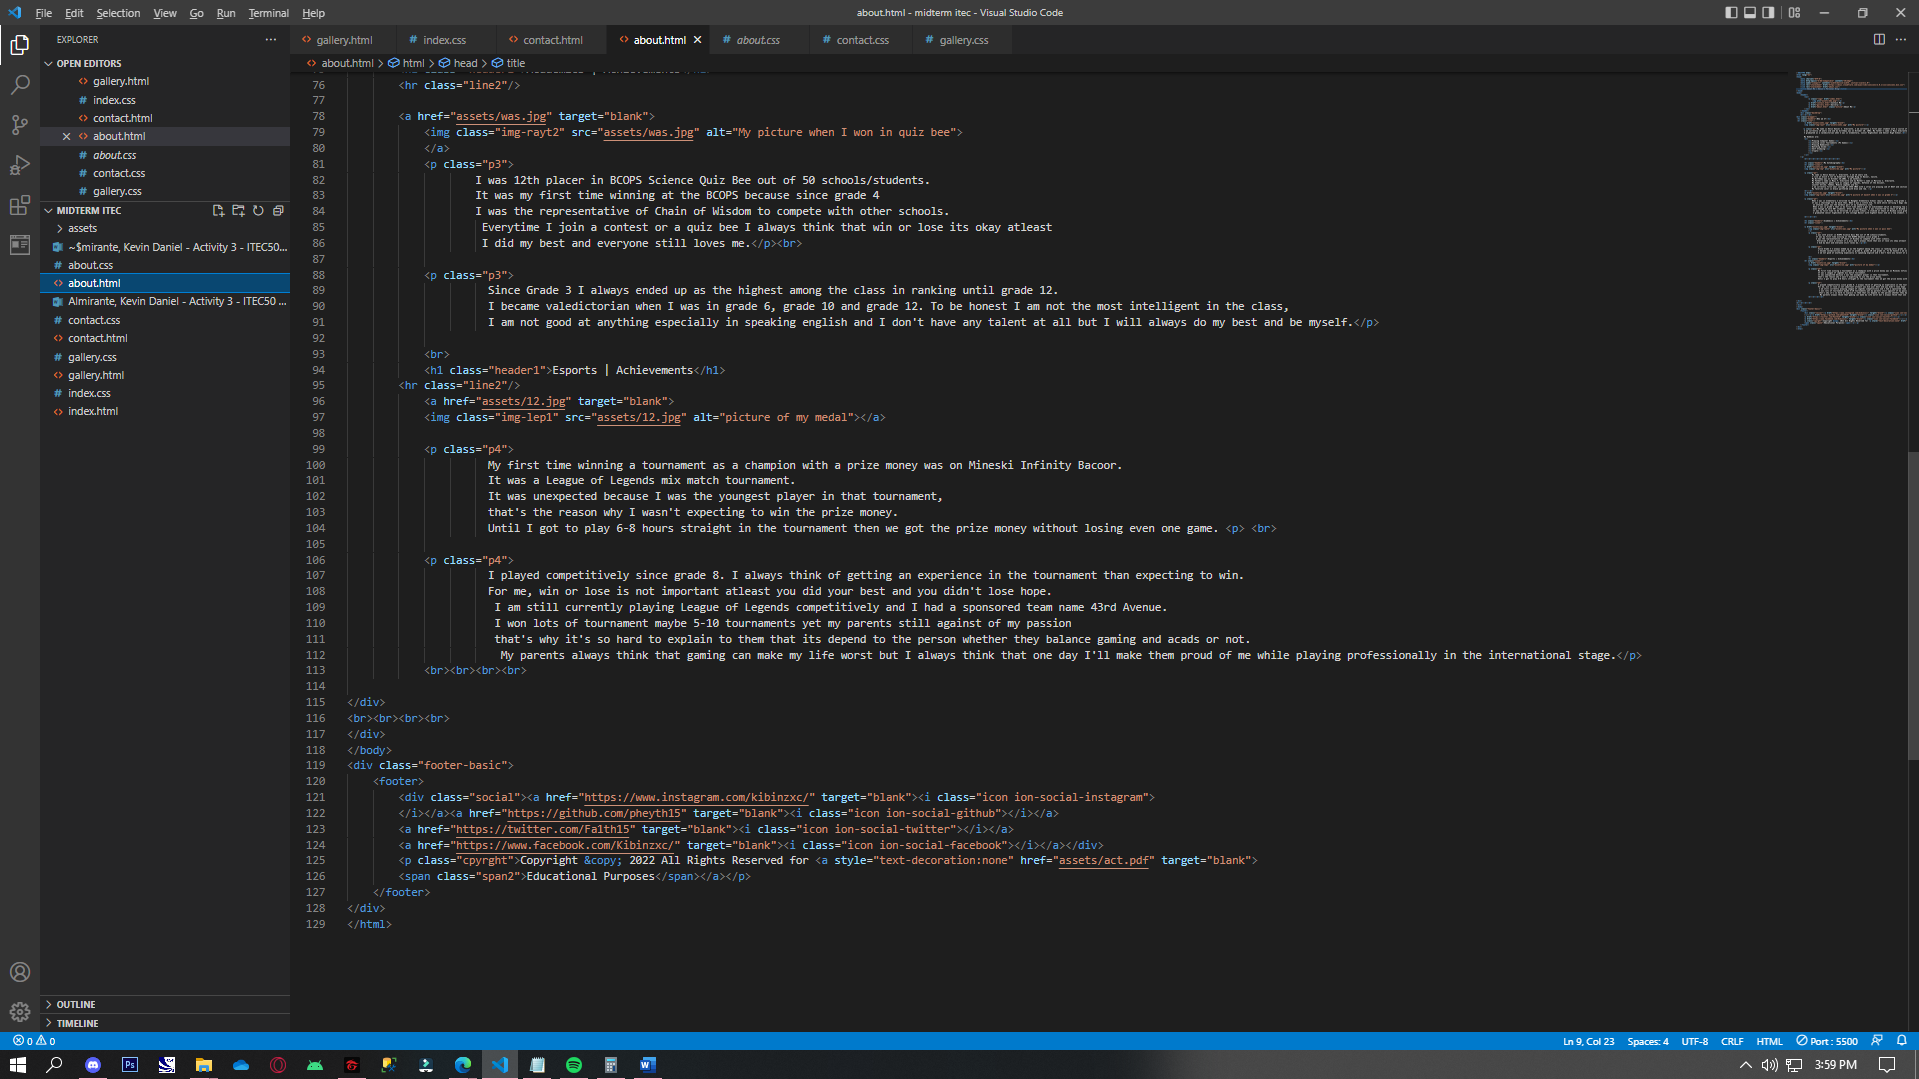 File Edit Selection View Go Run Terminal Help
about.html - midterm itec - Visual Studio Code
EXPLORER
gallery.html index.css contact.html about.html about.css contact.css gallery.css
OPEN EDITORS
gallery.html
index.css
contact.html
about.html
about.css
contact.css
gallery.css
MIDTERM ITEC
assets
~$mirante, Kevin Daniel - Activity 3 - ITEC50...
about.css
about.html
Almirante, Kevin Daniel - Activity 3 - ITEC50 ...
contact.css
contact.html
gallery.css
gallery.html
index.css
index.html
OUTLINE
TIMELINE
about.html > html > head > title
76 <hr class="line2"/>
77
78 <a href="assets/was.jpg" target="blank">
79 <img class="img-rayt2" src="assets/was.jpg" alt="My picture when I won in quiz bee">
80 </a>
81 <p class="p3">
82 I was 12th placer in BCOPS Science Quiz Bee out of 50 schools/students.
83 It was my first time winning at the BCOPS because since grade 4
84 I was the representative of Chain of Wisdom to compete with other schools.
85 Everytime I join a contest or a quiz bee I always think that win or lose its okay atleast
86 I did my best and everyone still loves me.</p><br>
87
88 <p class="p3">
89 Since Grade 3 I always ended up as the highest among the class in ranking until grade 12.
90 I became valedictorian when I was in grade 6, grade 10 and grade 12. To be honest I am not the most intelligent in the class,
91 I am not good at anything especially in speaking english and I don't have any talent at all but I will always do my best and be myself.</p>
92
93 <br>
94 <h1 class="header1">Esports | Achievements</h1>
95 <hr class="line2"/>
96 <a href="assets/12.jpg" target="blank">
97 <img class="img-lep1" src="assets/12.jpg" alt="picture of my medal"></a>
98
99 <p class="p4">
100 My first time winning a tournament as a champion with a prize money was on Mineski Infinity Bacoor.
101 It was a League of Legends mix match tournament.
102 It was unexpected because I was the youngest player in that tournament,
103 that's the reason why I wasn't expecting to win the prize money.
104 Until I got to play 6-8 hours straight in the tournament then we got the prize money without losing even one game. <p> <br>
105
106 <p class="p4">
107 I played competitively since grade 8. I always think of getting an experience in the tournament than expecting to win.
108 For me, win or lose is not important atleast you did your best and you didn't lose hope.
109 I am still currently playing League of Legends competitively and I had a sponsored team name 43rd Avenue.
110 I won lots of tournament maybe 5-10 tournaments yet my parents still against of my passion
111 that's why it's so hard to explain to them that its depend to the person whether they balance gaming and acads or not.
112 My parents always think that gaming can make my life worst but I always think that one day I'll make them proud of me while playing professionally in the international stage.</p>
113 <br><br><br><br>
114
115 </div>
116 <br><br><br><br>
117 </div>
118 </body>
119 <div class="footer-basic">
120 <footer>
121 <div class="social"><a href="https://www.instagram.com/kibinzxc/" target="blank"><i class="icon ion-social-instagram">
122 </i></a><a href="https://github.com/pheyth15" target="blank"><i class="icon ion-social-github"></i></a>
123 <a href="https://twitter.com/Fa1th15" target="blank"><i class="icon ion-social-twitter"></i></a>
124 <a href="https://www.facebook.com/Kibinzxc/" target="blank"><i class="icon ion-social-facebook"></i></a></div>
125 <p class="cpyrght">Copyright &copy; 2022 All Rights Reserved for <a style="text-decoration:none" href="assets/act.pdf" target="blank">
126 <span class="span2">Educational Purposes</span></a></p>
127 </footer>
128 </div>
129 </html>
0 0
Ln 9, Col 23 Spaces: 4 UTF-8 CRLF HTML Port : 5500
Ps
3:59 PM